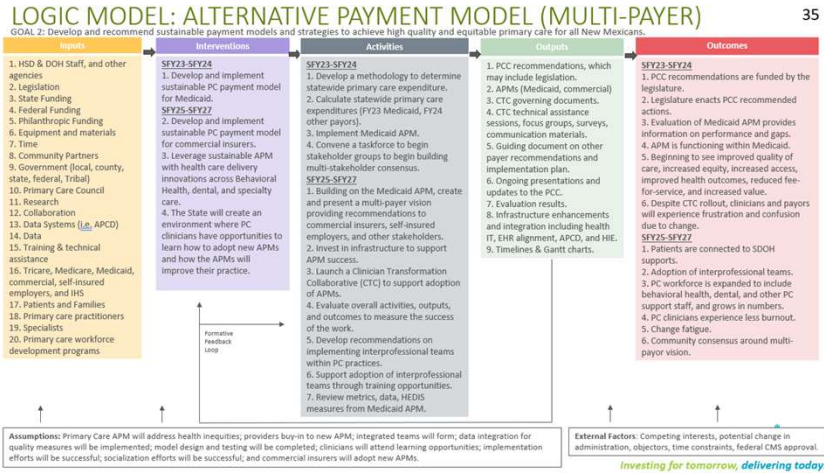 LOGIC MODEL: ALTERNATIVE PAYMENT MODEL (MULTI-PAYER)
35
GOAL 2: Develop and recommend sustainable payment models and strategies to achieve high quality and equitable primary care for all New Mexicans.
Inputs
1. HSD & DOH Staff, and other
agencies
2. Legislation
3. State Funding
4. Federal Funding
5. Philanthropic Funding
6. Equipment and materials
7. Time
8. Community Partners
9. Government (local, county,
state, federal, Tribal)
10. Primary Care Council
11. Research
12. Collaboration
13. Data Systems (i.e. APCD)
14. Data
15. Training & technical
assistance
16. Tricare, Medicare, Medicaid,
commercial, self-insured
employers, and IHS
17. Patients and Families
18. Primary care practitioners
19. Specialists
20. Primary care workforce
development programs
Interventions
SFY23-SFY24
1. Develop and implement
sustainable PC payment model
for Medicaid.
SFY25-SFY27
2. Develop and implement
sustainable PC payment model
for commercial insurers.
3. Leverage sustainable APM
with health care delivery
innovations across Behavioral
Health, dental, and specialty
care.
4. The State will create an
environment where PC
clinicians have opportunities to
learn how to adopt new APMs
and how the APMs will
improve their practice.
Formative
Feedback
Loop
Activities
SFY23-SFY24
1. Develop a methodology to determine
statewide primary care expenditure.
2. Calculate statewide primary care
expenditures (FY23 Medicaid, FY24
other payors).
3. Implement Medicaid APM.
4. Convene a taskforce to begin
stakeholder groups to begin building
multi-stakeholder consensus.
SFY25-SFY27
1. Building on the Medicaid APM, create
and present a multi-payer vision
providing recommendations to
commercial insurers, self-insured
employers, and other stakeholders.
2. Invest in infrastructure to support
APM success.
3. Launch a Clinician Transformation
Collaborative (CTC) to support adoption
of APMs.
4. Evaluate overall activities, outputs,
and outcomes to measure the success
of the work.
5. Develop recommendations on
implementing interprofessional teams
within PC practices.
6. Support adoption of interprofessional
teams through training opportunities.
7. Review metrics, data, HEDIS
measures from Medicaid APM.
Outputs
1. PCC recommendations, which
may include legislation.
2. APMs (Medicaid, commercial)
3. CTC governing documents.
4. CTC technical assistance
sessions, focus groups, surveys,
communication materials.
5. Guiding document on other
payer recommendations and
implementation plan.
6. Ongoing presentations and
updates to the PCC.
7. Evaluation results.
8. Infrastructure enhancements
and integration including health
IT, EHR alignment, APCD, and HIE.
9. Timelines & Gantt charts.
Outcomes
SFY23-SFY24
1. PCC recommendations are funded by the
legislature.
2. Legislature enacts PCC recommended
actions.
3. Evaluation of Medicaid APM provides
information on performance and gaps.
4. APM is functioning within Medicaid.
5. Beginning to see improved quality of
care, increased equity, increased access,
improved health outcomes, reduced fee-
for-service, and increased value.
6. Despite CTC rollout, clinicians and payors
will experience frustration and confusion
due to change.
SFY25-SFY27
1. Patients are connected to SDOH
supports.
2. Adoption of interprofessional teams.
3. PC workforce is expanded to include
behavioral health, dental, and other PC
support staff, and grows in numbers.
4. PC clinicians experience less burnout.
5. Change fatigue.
6. Community consensus around multi-
payor vision.
Assumptions: Primary Care APM will address health inequities; providers buy-in to new APM; integrated teams will form; data integration for
quality measures will be implemented; model design and testing will be completed; clinicians will attend learning opportunities; implementation
efforts will be successful; socialization efforts will be successful; and commercial insurers will adopt new APMs.
External Factors: Competing interests, potential change in
administration, objectors, time constraints, federal CMS approval.
Investing for tomorrow, delivering today.